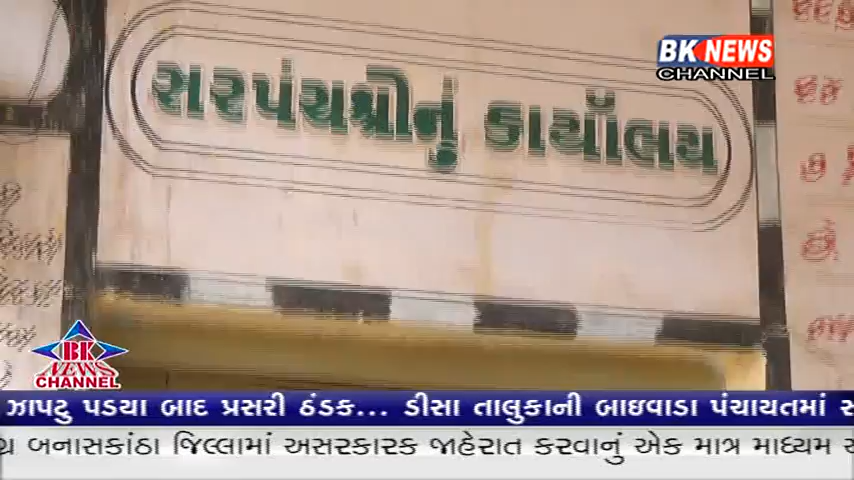 BK NEWS
CHANNEL
સરપંચશ્રીનું કાર્યાલય
BK
NEWS
CHANNEL
ઝાપટુ પડયા બાદ પ્રસરી ઠંડક... ડીસા તાલુકાની બાઇવાડા પંચાયતમાં
બનાસકાંઠા જિલ્લામાં અસરકારક જાહેરાત કરવાનું એક માત્ર માધ્યમ